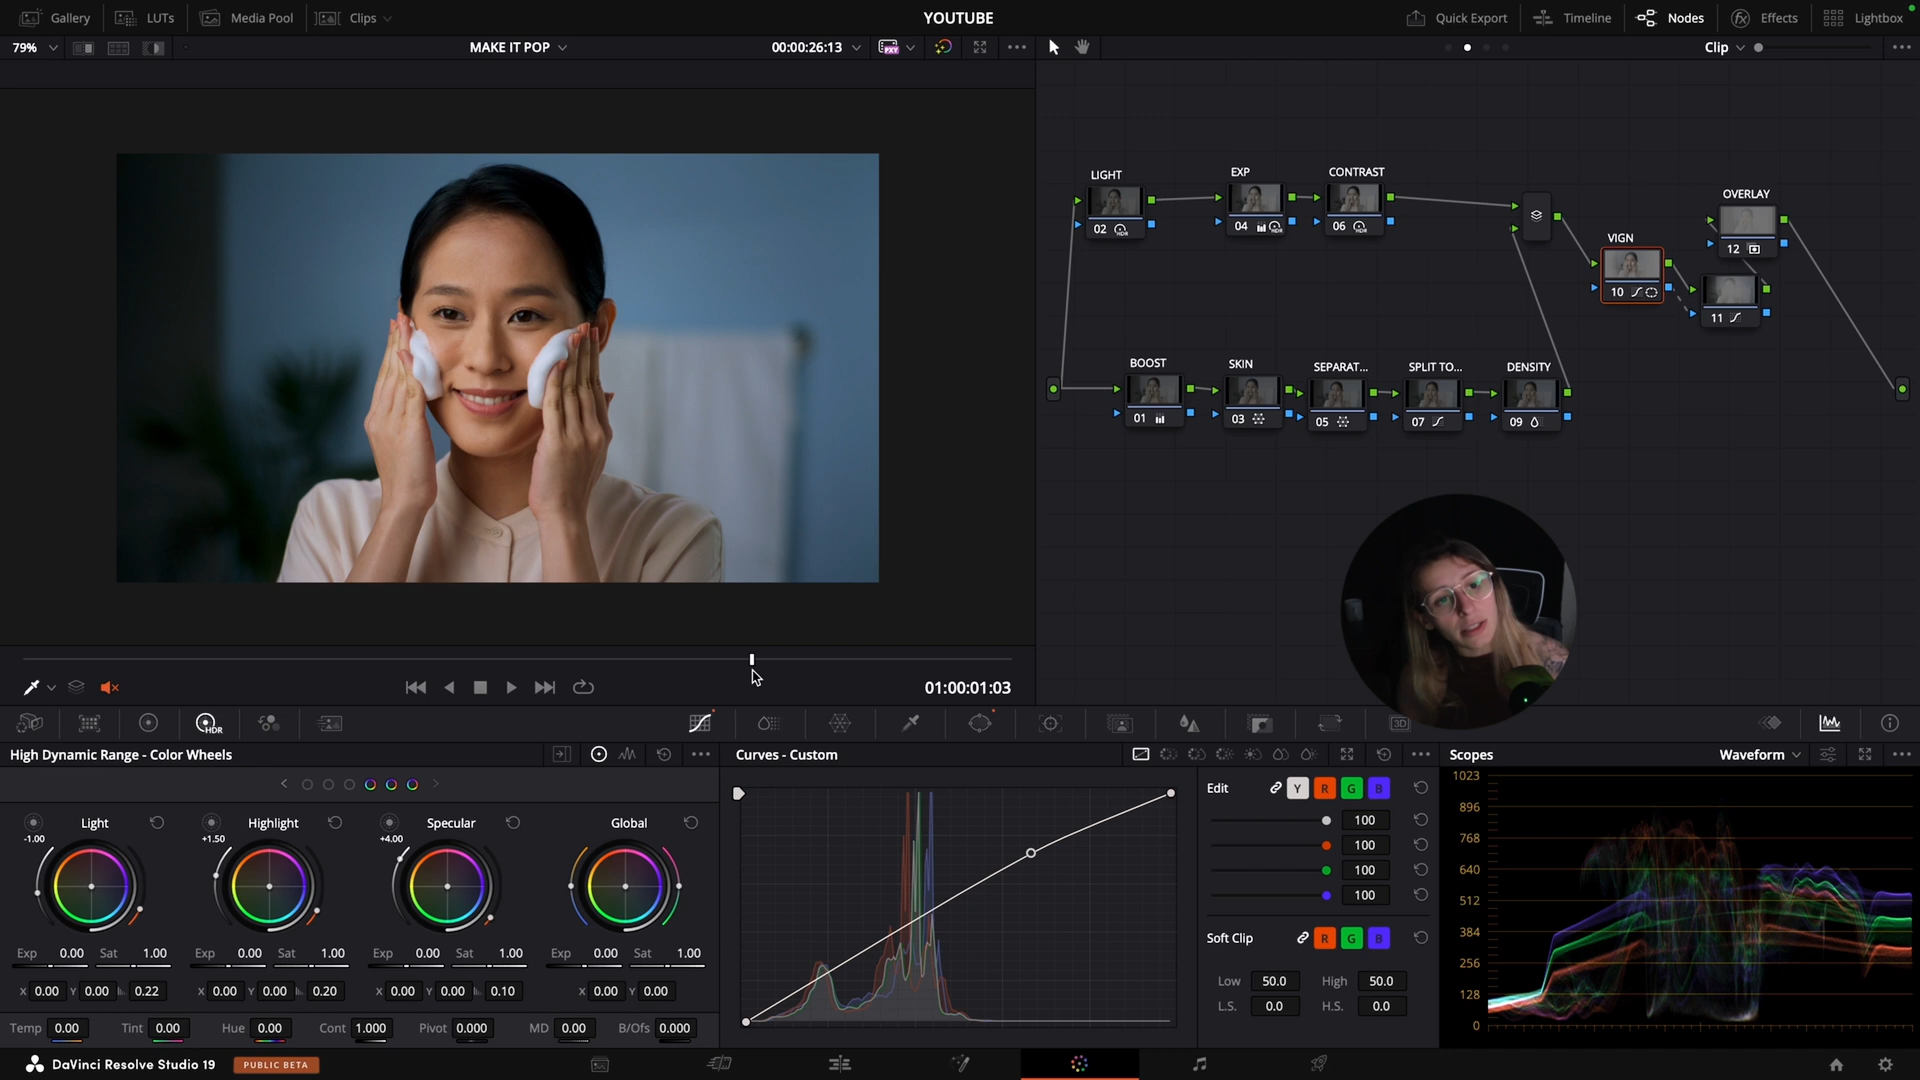 Gallery LUTs Media Pool Clips YOUTUBE Quick Export Timeline Nodes Effects Lightbox
79% MAKE IT POP 00:00:26:13 PXY Clip
LIGHT
02 HDR
EXP
04 HDR
CONTRAST
06 HDR
OVERLAY
12
VIGN
10
11
BOOST
01
SKIN
03
SEPARAT...
05
SPLIT TO...
07
DENSITY
09
01:00:01:03
HDR 3D
High Dynamic Range - Color Wheels
Light Highlight Specular Global
-1.00 +1.50 +4.00
Exp 0.00 Sat 1.00 Exp 0.00 Sat 1.00 Exp 0.00 Sat 1.00 Exp 0.00 Sat 1.00
X 0.00 Y 0.00 0.22 X 0.00 Y 0.00 0.20 X 0.00 Y 0.00 0.10 X 0.00 Y 0.00
Temp 0.00 Tint 0.00 Hue 0.00 Cont 1.000 Pivot 0.000 MD 0.00 B/Ofs 0.000
Curves - Custom
Edit Y R G B
100
100
100
100
Soft Clip R G B
Low 50.0 High 50.0
L.S. 0.0 H.S. 0.0
Scopes Waveform
1023
896
768
640
512
384
256
128
0
DaVinci Resolve Studio 19 PUBLIC BETA